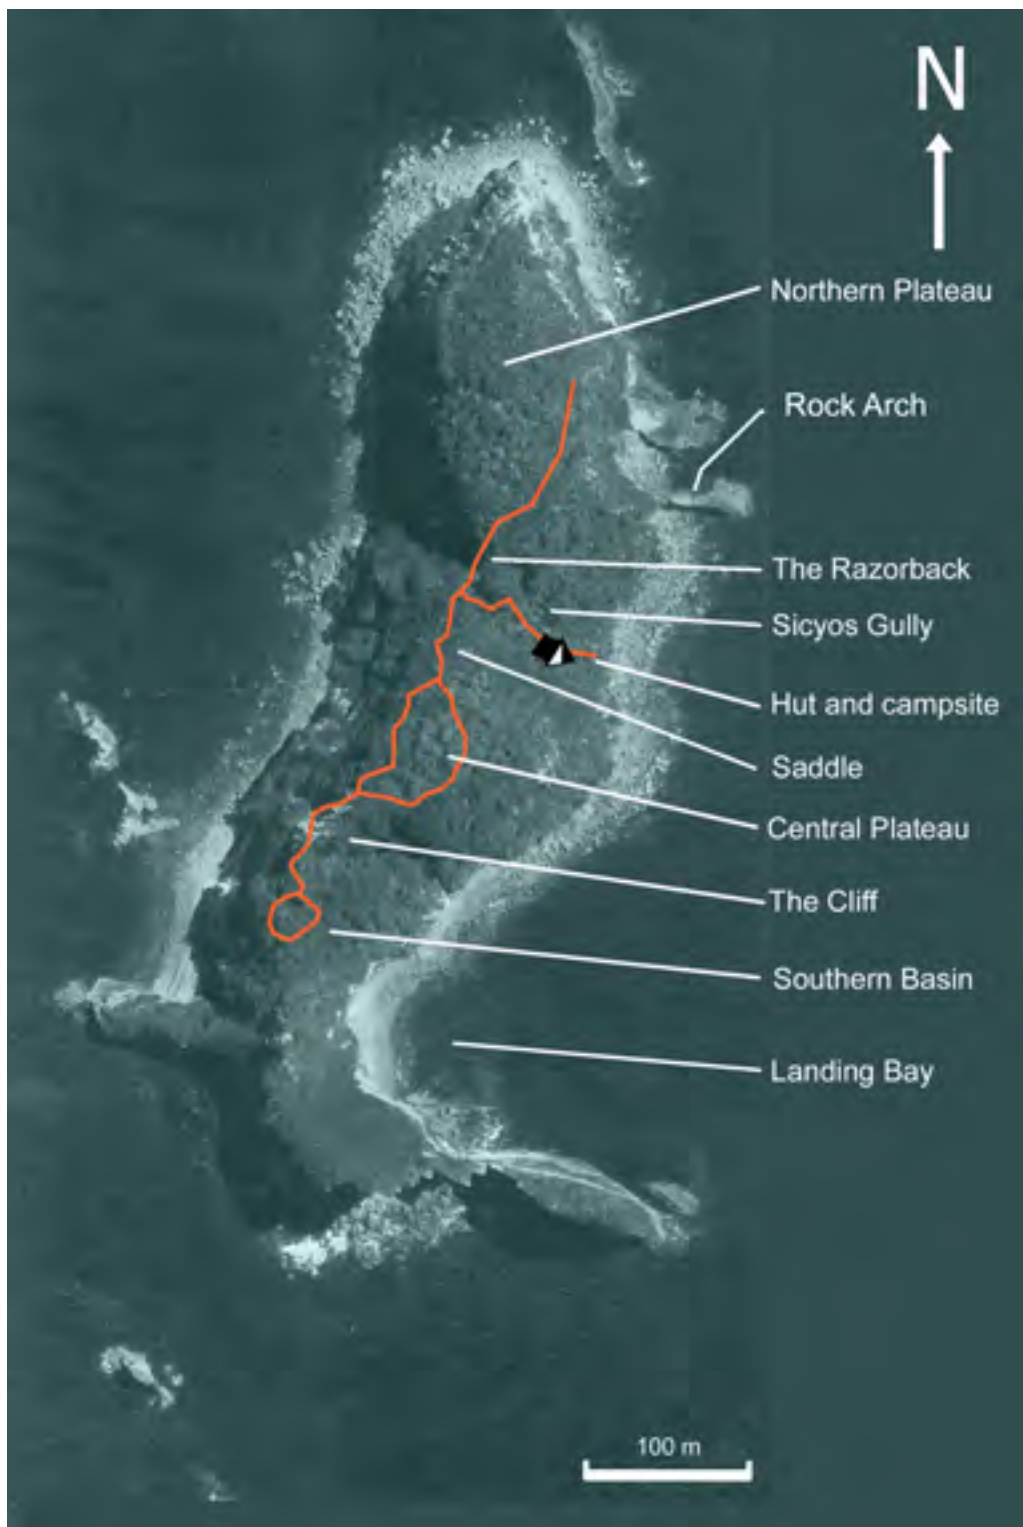 N
Northern Plateau
Rock Arch
The Razorback
Sicyos Gully
Hut and campsite
Saddle
Central Plateau
The Cliff
Southern Basin
Landing Bay
100 m